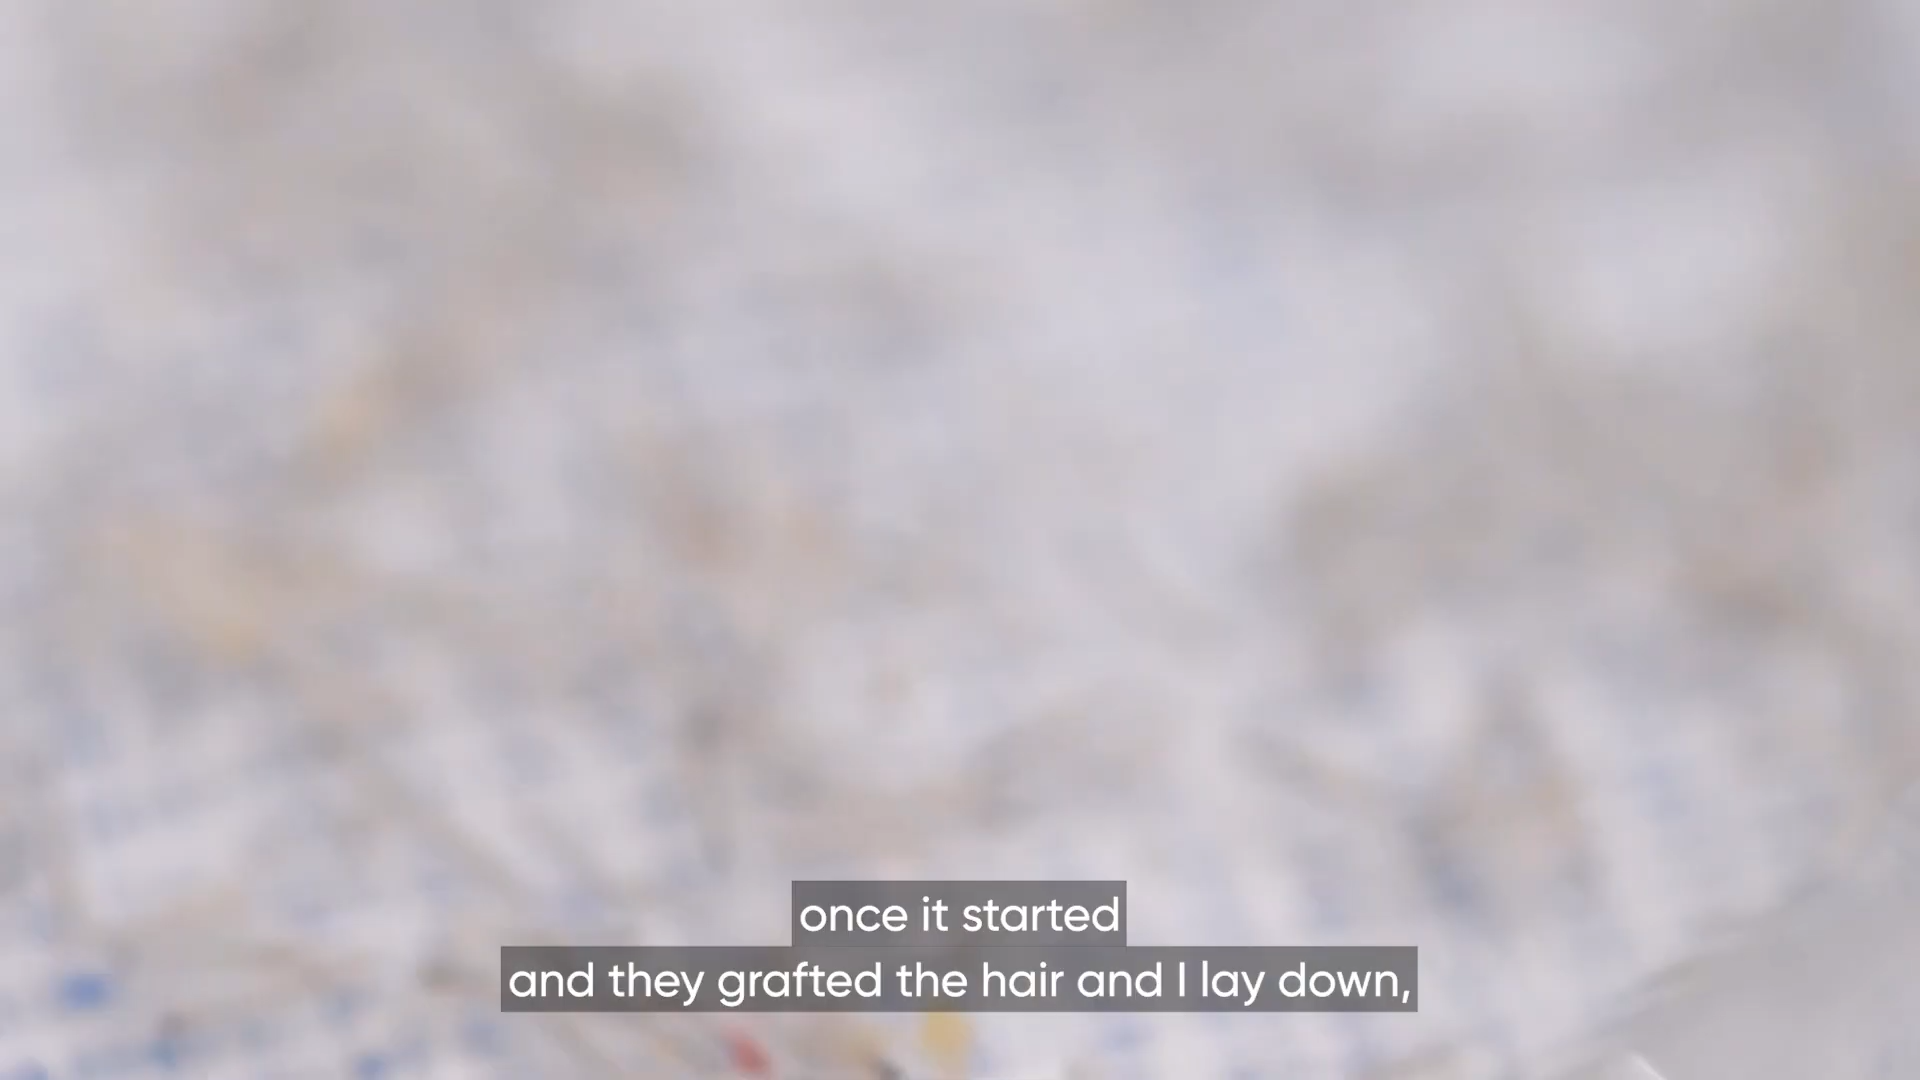 once it started
and they grafted the hair and I lay down,